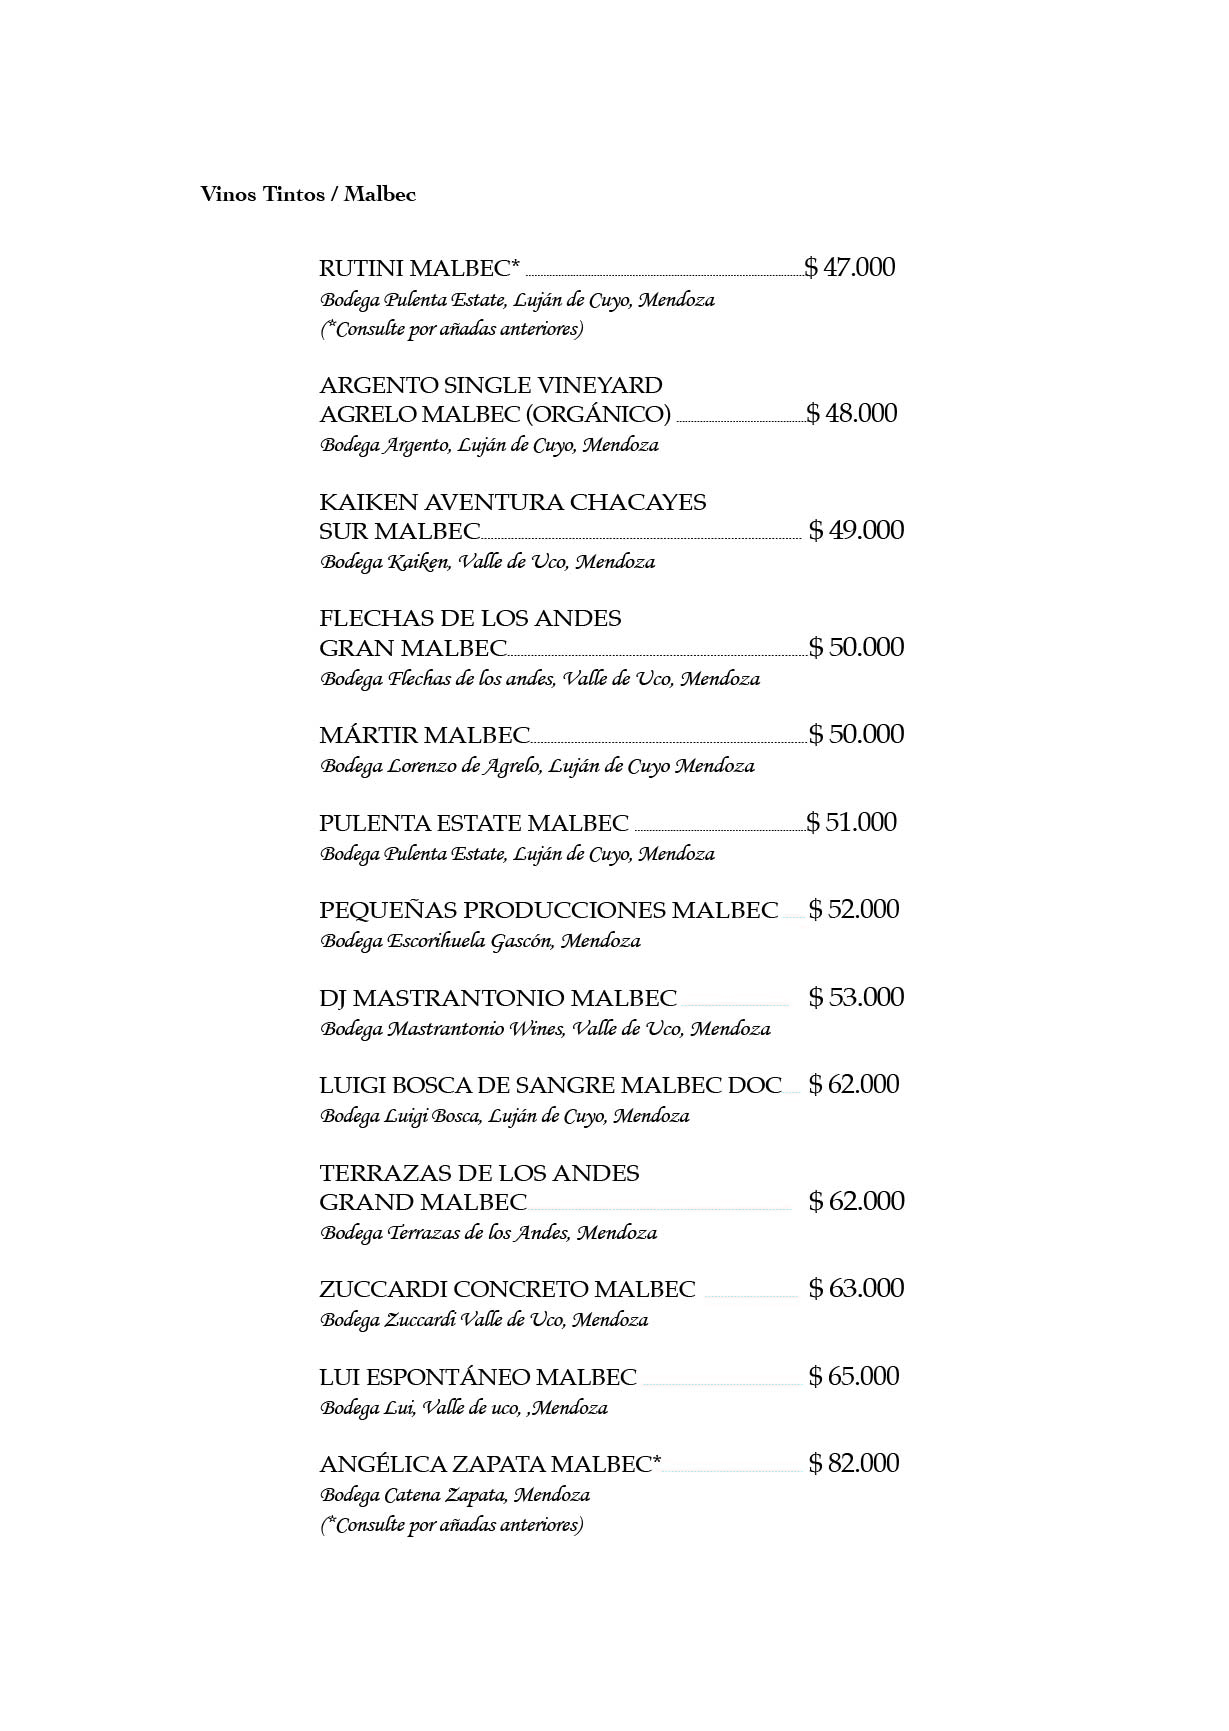 Vinos Tintos / Malbec
RUTINI MALBEC* $ 47.000
Bodega Pulenta Estate, Luján de Cuyo, Mendoza
(*Consulte por añadas anteriores)
ARGENTO SINGLE VINEYARD
AGRELO MALBEC (ORGÁNICO) $ 48.000
Bodega Argento, Luján de Cuyo, Mendoza
KAIKEN AVENTURA CHACAYES
SUR MALBEC $ 49.000
Bodega Kaiken, Valle de Uco, Mendoza
FLECHAS DE LOS ANDES
GRAN MALBEC $ 50.000
Bodega Flechas de los andes, Valle de Uco, Mendoza
MÁRTIR MALBEC $ 50.000
Bodega Lorenzo de Agrelo, Luján de Cuyo Mendoza
PULENTA ESTATE MALBEC $ 51.000
Bodega Pulenta Estate, Luján de Cuyo, Mendoza
PEQUEÑAS PRODUCCIONES MALBEC $ 52.000
Bodega Escorihuela Gascón, Mendoza
DJ MASTRANTONIO MALBEC $ 53.000
Bodega Mastrantonio Wines, Valle de Uco, Mendoza
LUIGI BOSCA DE SANGRE MALBEC DOC $ 62.000
Bodega Luigi Bosca, Luján de Cuyo, Mendoza
TERRAZAS DE LOS ANDES
GRAND MALBEC $ 62.000
Bodega Terrazas de los Andes, Mendoza
ZUCCARDI CONCRETO MALBEC $ 63.000
Bodega Zuccardi Valle de Uco, Mendoza
LUI ESPONTÁNEO MALBEC $ 65.000
Bodega Lui, Valle de uco, ,Mendoza
ANGÉLICA ZAPATA MALBEC* $ 82.000
Bodega Catena Zapata, Mendoza
(*Consulte por añadas anteriores)